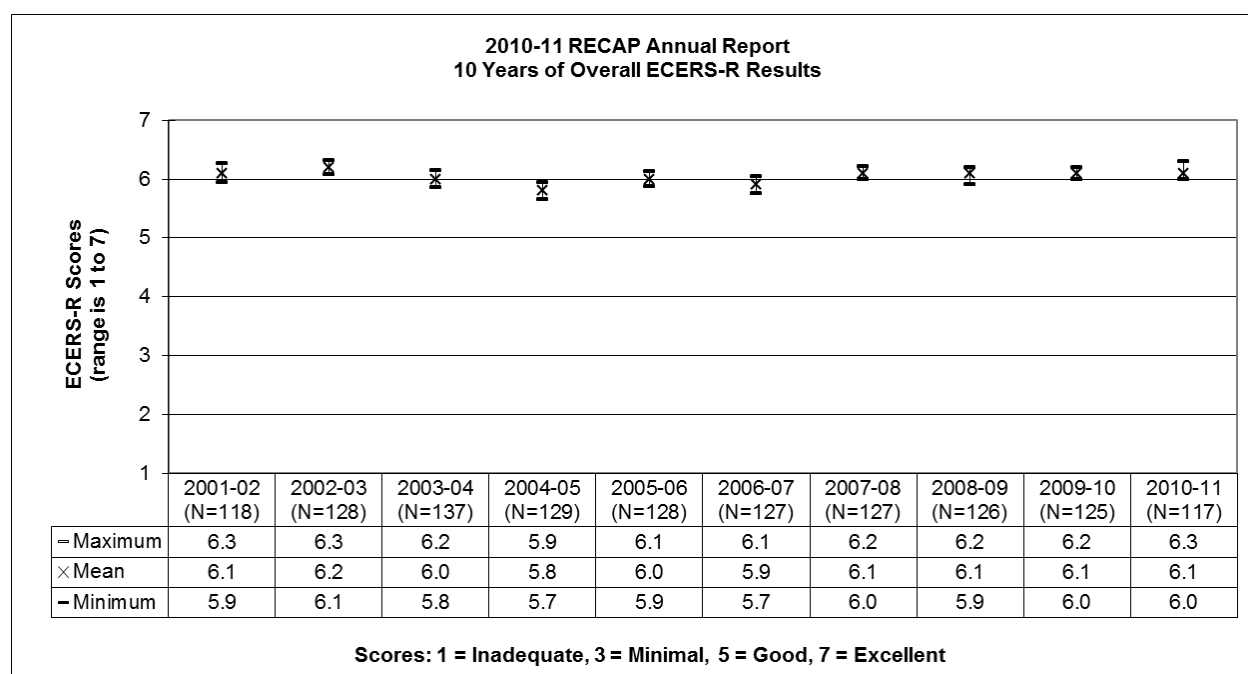 2010-11 RECAP Annual Report
10 Years of Overall ECERS-R Results
ECERS-R Scores
(range is 1 to 7)
7
6
5
4
3
2
1
2001-02 2002-03 2003-04 2004-05 2005-06 2006-07 2007-08 2008-09 2009-10 2010-11
(N=118) (N=128) (N=137) (N=129) (N=128) (N=127) (N=127) (N=126) (N=125) (N=117)
Maximum 6.3 6.3 6.2 5.9 6.1 6.1 6.2 6.2 6.2 6.3
Mean 6.1 6.2 6.0 5.8 6.0 5.9 6.1 6.1 6.1 6.1
Minimum 5.9 6.1 5.8 5.7 5.9 5.7 6.0 5.9 6.0 6.0
Scores: 1 = Inadequate, 3 = Minimal, 5 = Good, 7 = Excellent